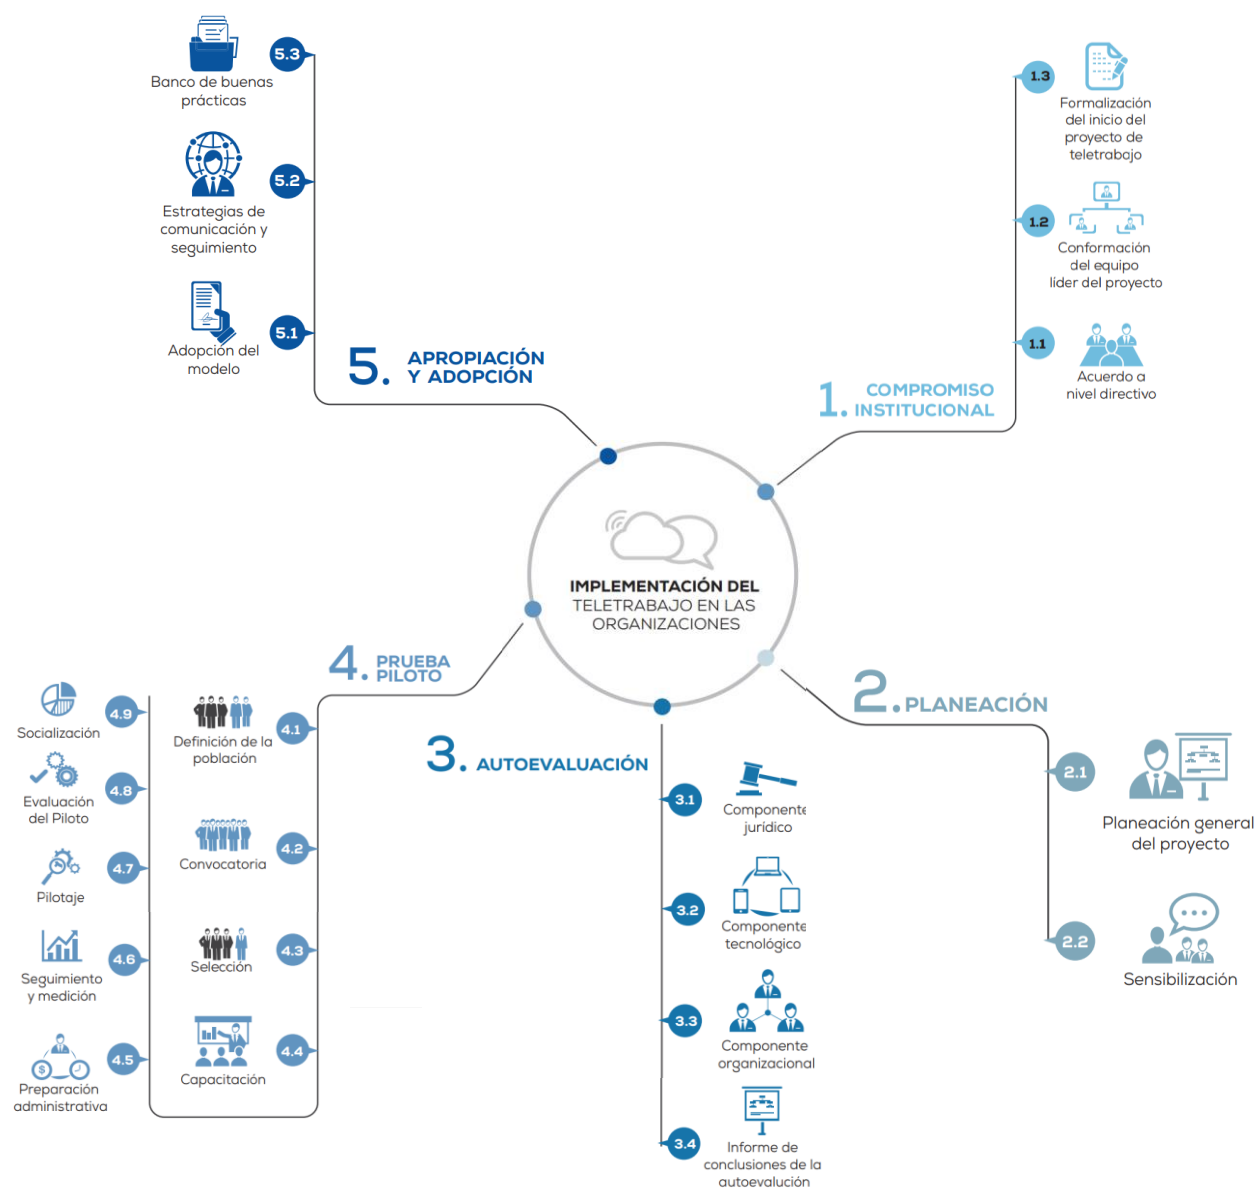 IMPLEMENTACIÓN DEL
TELETRABAJO EN LAS
ORGANIZACIONES
1. COMPROMISO
INSTITUCIONAL
1.1
Acuerdo a
nivel directivo
1.2
Conformación
del equipo
líder del proyecto
1.3
Formalización
del inicio del
proyecto de
teletrabajo
2. PLANEACIÓN
2.1
Planeación general
del proyecto
2.2
Sensibilización
3. AUTOEVALUACIÓN
3.1
Componente
jurídico
3.2
Componente
tecnológico
3.3
Componente
organizacional
3.4
Informe de
conclusiones de la
autoevalución
4. PRUEBA
PILOTO
4.1
Definición de la
población
4.2
Convocatoria
4.3
Selección
4.4
Capacitación
4.5
Preparación
administrativa
4.6
Seguimiento
y medición
4.7
Pilotaje
4.8
Evaluación
del Piloto
4.9
Socialización
5. APROPIACIÓN
Y ADOPCIÓN
5.1
Adopción del
modelo
5.2
Estrategias de
comunicación y
seguimiento
5.3
Banco de buenas
prácticas